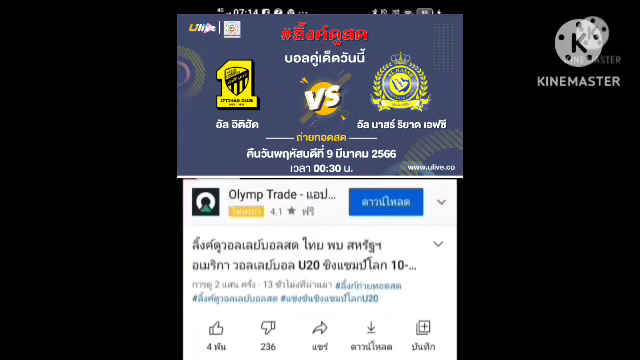 07:14
Ulive
#ลิ้งค์ดูสด
บอลคู่เด็ดวันนี้
ITTIHAD CLUB
AL NASSR
VS
อัล อิติฮัด
อัล นาสร์ ริยาด เอฟซี
ถ่ายทอดสด
คืนวันพฤหัสบดีที่ 9 มีนาคม 2566
เวลา 00:30 น.
www.ulive.co
KINEMASTER
KINEMASTER
Olymp Trade - แอป...
โฆษณา 4.1 ★ ฟรี
ดาวน์โหลด
ลิ้งค์ดูวอลเลย์บอลสด ไทย พบ สหรัฐฯ
อเมริกา วอลเลย์บอล U20 ชิงแชมป์โลก 10-...
การดู 2 แสน ครั้ง · 13 ชั่วโมงที่ผ่านมา #ลิ้งค์ถ่ายทอดสด
#ลิ้งค์ดูวอลเลย์บอลสด #แข่งขันชิงแชมป์โลกU20
4 พัน
236
แชร์
ดาวน์โหลด
บันทึก